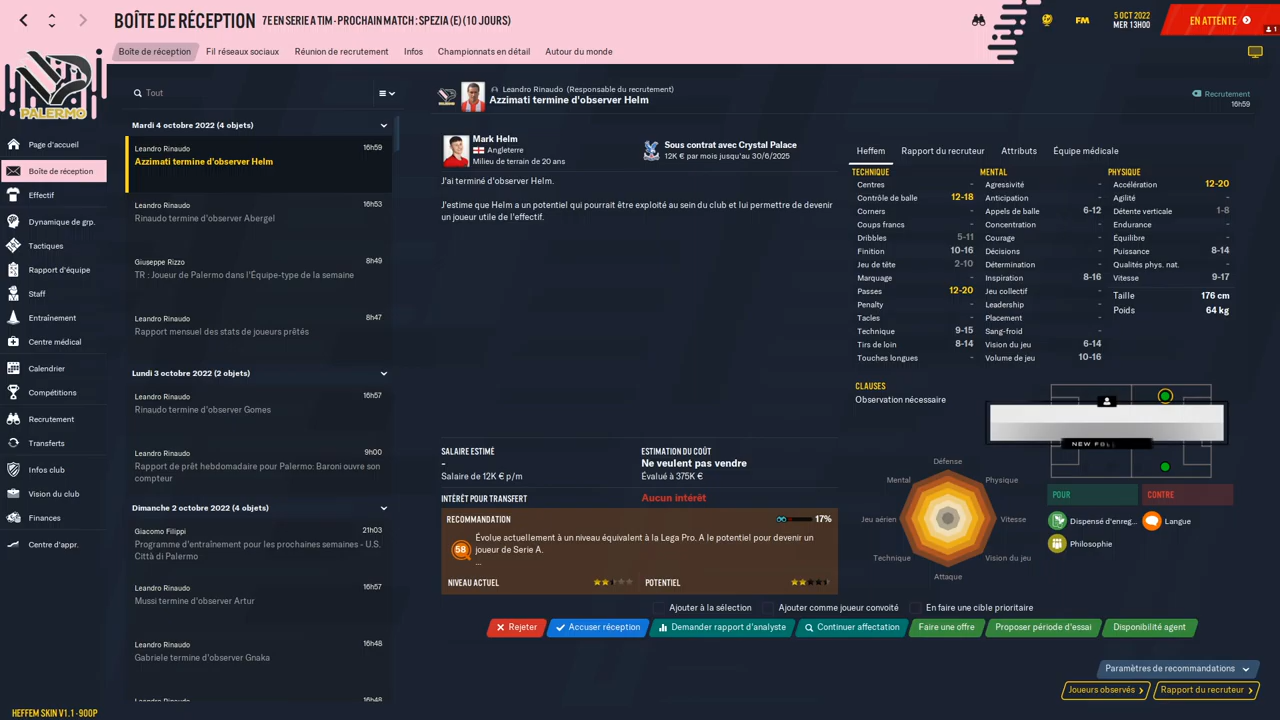 BOÎTE DE RÉCEPTION 7E EN SERIE A TIM - PROCHAIN MATCH : SPEZIA (E) (10 JOURS)
FM
5 OCT 2022
MER 13H00
EN ATTENTE
1
Boîte de réception Fil réseaux sociaux Réunion de recrutement Infos Championnats en détail Autour du monde
PALERMO
Page d'accueil
Boîte de réception
Effectif
Dynamique de grp.
Tactiques
Rapport d'équipe
Staff
Entraînement
Centre médical
Calendrier
Compétitions
Recrutement
Transferts
Infos club
Vision du club
Finances
Centre d'appr.
HEFFEM SKIN V1.1 - 900P
Tout
Mardi 4 octobre 2022 (4 objets)
Leandro Rinaudo 16h59
Azzimati termine d'observer Helm
Leandro Rinaudo 16h53
Rinaudo termine d'observer Abergel
Giuseppe Rizzo 8h49
TR : Joueur de Palermo dans l'Équipe-type de la semaine
Leandro Rinaudo 8h47
Rapport mensuel des stats de joueurs prêtés
Lundi 3 octobre 2022 (2 objets)
Leandro Rinaudo 16h57
Rinaudo termine d'observer Gomes
Leandro Rinaudo 9h00
Rapport de prêt hebdomadaire pour Palermo: Baroni ouvre son
compteur
Dimanche 2 octobre 2022 (4 objets)
Giacomo Filippi 21h03
Programme d'entraînement pour les prochaines semaines - U.S.
Città di Palermo
Leandro Rinaudo 16h57
Mussi termine d'observer Artur
Leandro Rinaudo 16h48
Gabriele termine d'observer Gnaka
Leandro Rinaudo 16h48
Leandro Rinaudo (Responsable du recrutement)
Azzimati termine d'observer Helm
Recrutement
16h59
Mark Helm
Angleterre
Milieu de terrain de 20 ans
Sous contrat avec Crystal Palace
12K € par mois jusqu'au 30/6/2025
J'ai terminé d'observer Helm.
J'estime que Helm a un potentiel qui pourrait être exploité au sein du club et lui permettre de devenir
un joueur utile de l'effectif.
SALAIRE ESTIMÉ
-
Salaire de 12K € p/m
ESTIMATION DU COÛT
Ne veulent pas vendre
Évalué à 375K €
INTÉRÊT POUR TRANSFERT Aucun intérêt
RECOMMANDATION 17%
58
Évolue actuellement à un niveau équivalent à la Lega Pro. A le potentiel pour devenir un
joueur de Serie A.
...
NIVEAU ACTUEL POTENTIEL
Heffem Rapport du recruteur Attributs Équipe médicale
TECHNIQUE MENTAL PHYSIQUE
Centres - Agressivité - Accélération 12-20
Contrôle de balle 12-18 Anticipation - Agilité -
Corners - Appels de balle 6-12 Détente verticale 1-8
Coups francs - Concentration - Endurance -
Dribbles 5-11 Courage - Équilibre -
Finition 10-16 Décisions - Puissance 8-14
Jeu de tête 2-10 Détermination - Qualités phys. nat. -
Marquage - Inspiration 8-16 Vitesse 9-17
Passes 12-20 Jeu collectif - Taille 176 cm
Penalty - Leadership - Poids 64 kg
Tacles - Placement -
Technique 9-15 Sang-froid -
Tirs de loin 8-14 Vision du jeu 6-14
Touches longues - Volume de jeu 10-16
CLAUSES
Observation nécessaire
Défense
Mental Physique
Jeu aérien Vitesse
Technique Vision du jeu
Attaque
POUR CONTRE
Dispensé d'enreg... Langue
Philosophie
Ajouter à la sélection Ajouter comme joueur convoité En faire une cible prioritaire
Rejeter Accuser réception Demander rapport d'analyste Continuer affectation Faire une offre Proposer période d'essai Disponibilité agent
Paramètres de recommandations
Joueurs observés Rapport du recruteur